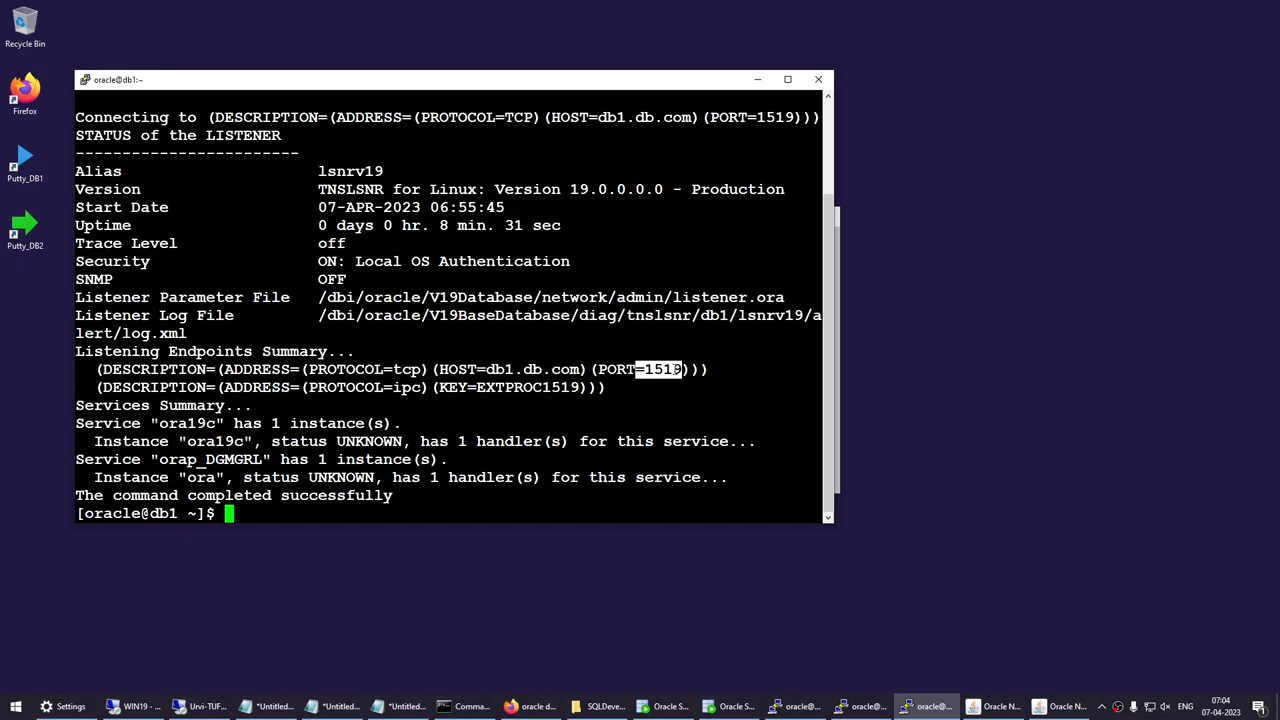 Recycle Bin
Firefox
Putty_DB1
Putty_DB2
oracle@db1:~
Connecting to (DESCRIPTION=(ADDRESS=(PROTOCOL=TCP)(HOST=db1.db.com)(PORT=1519)))
STATUS of the LISTENER
------------------------
Alias                     lsnrv19
Version                   TNSLSNR for Linux: Version 19.0.0.0.0 - Production
Start Date                07-APR-2023 06:55:45
Uptime                    0 days 0 hr. 8 min. 31 sec
Trace Level               off
Security                  ON: Local OS Authentication
SNMP                      OFF
Listener Parameter File   /dbi/oracle/V19Database/network/admin/listener.ora
Listener Log File         /dbi/oracle/V19BaseDatabase/diag/tnslsnr/db1/lsnrv19/a
lert/log.xml
Listening Endpoints Summary...
(DESCRIPTION=(ADDRESS=(PROTOCOL=tcp)(HOST=db1.db.com)(PORT=1519)))
(DESCRIPTION=(ADDRESS=(PROTOCOL=ipc)(KEY=EXTPROC1519)))
Services Summary...
Service "ora19c" has 1 instance(s).
Instance "ora19c", status UNKNOWN, has 1 handler(s) for this service...
Service "orap_DGMGRL" has 1 instance(s).
Instance "ora", status UNKNOWN, has 1 handler(s) for this service...
The command completed successfully
[oracle@db1 ~]$
Settings WIN19 - ... Urvi-TUF... *Untitled... *Untitled... *Untitled... Comma... oracle d... SQLDeve... Oracle S... Oracle S... oracle@... oracle@... oracle@... Oracle N... Oracle N... ENG 07:04
07-04-2023